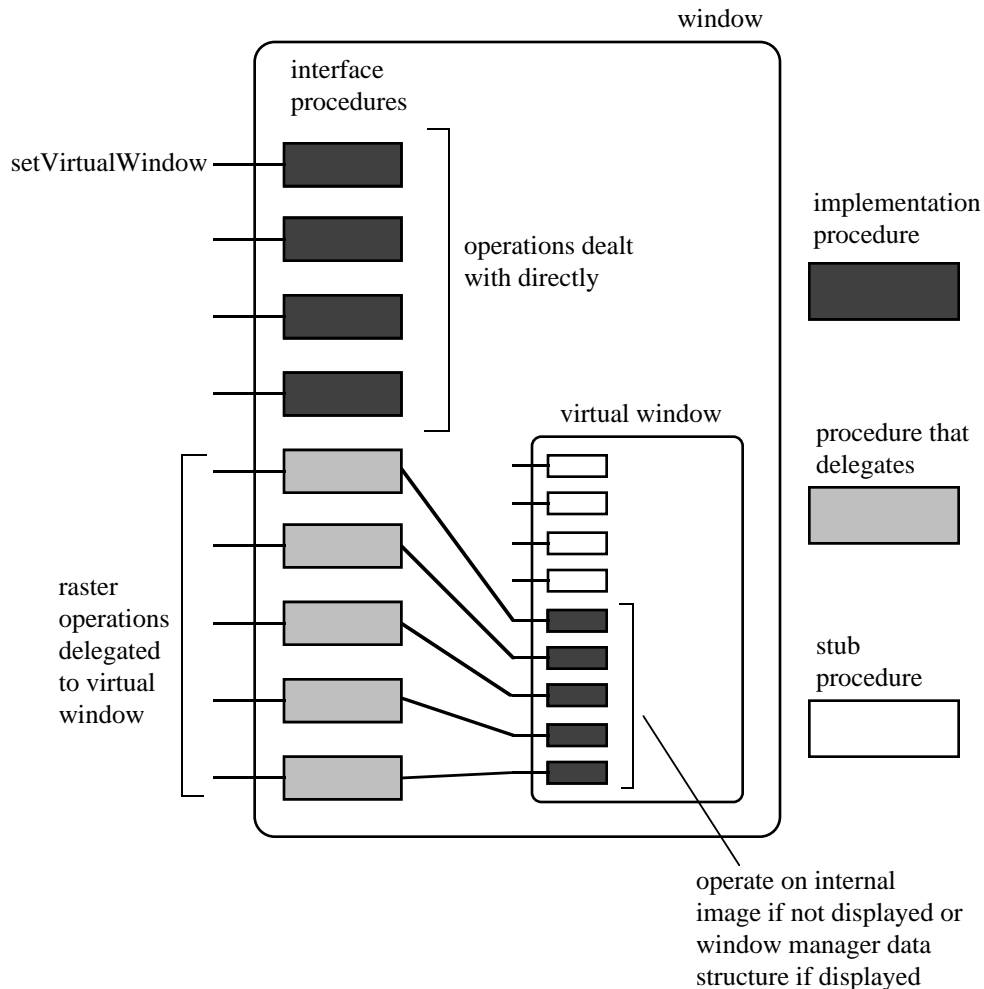 window
interface
procedures
setVirtualWindow
operations dealt
with directly
implementation
procedure
virtual window
procedure that
delegates
raster
operations
delegated
to virtual
window
stub
procedure
operate on internal
image if not displayed or
window manager data
structure if displayed